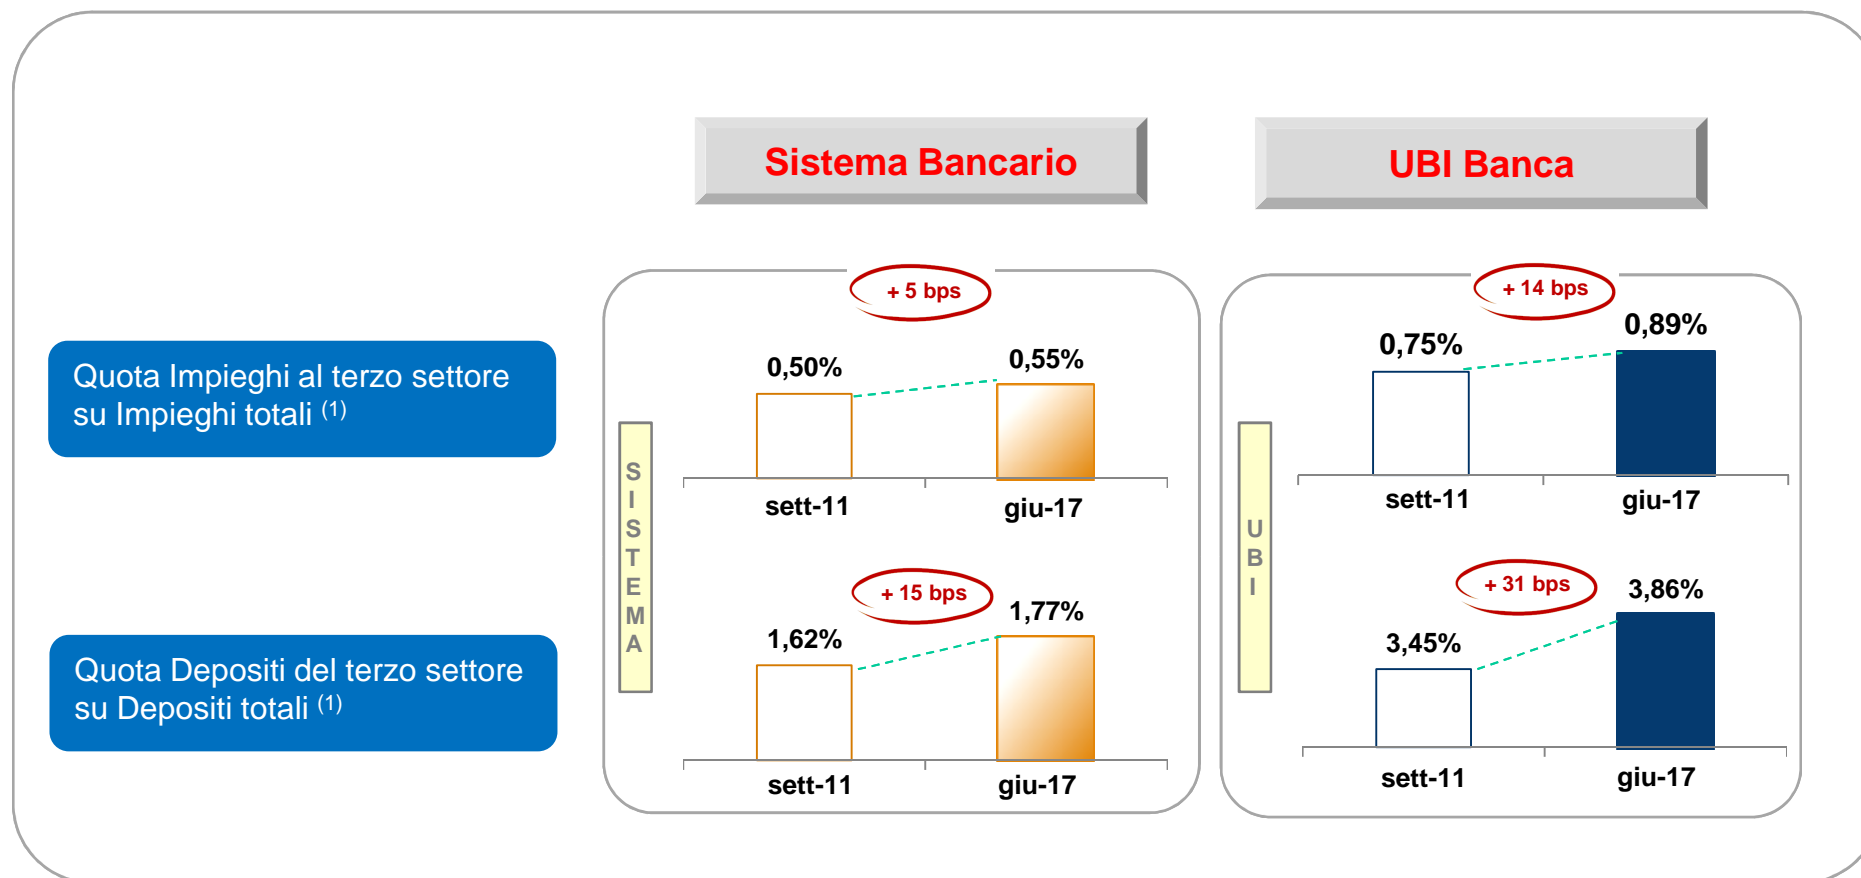 Sistema Bancario
UBI Banca
Quota Impieghi al terzo settore
su Impieghi totali (1)
+ 5 bps
0,50%
0,55%
sett-11
giu-17
+ 14 bps
0,75%
0,89%
sett-11
giu-17
SISTEMA
UBI
Quota Depositi del terzo settore
su Depositi totali (1)
+ 15 bps
1,62%
1,77%
sett-11
giu-17
+ 31 bps
3,45%
3,86%
sett-11
giu-17